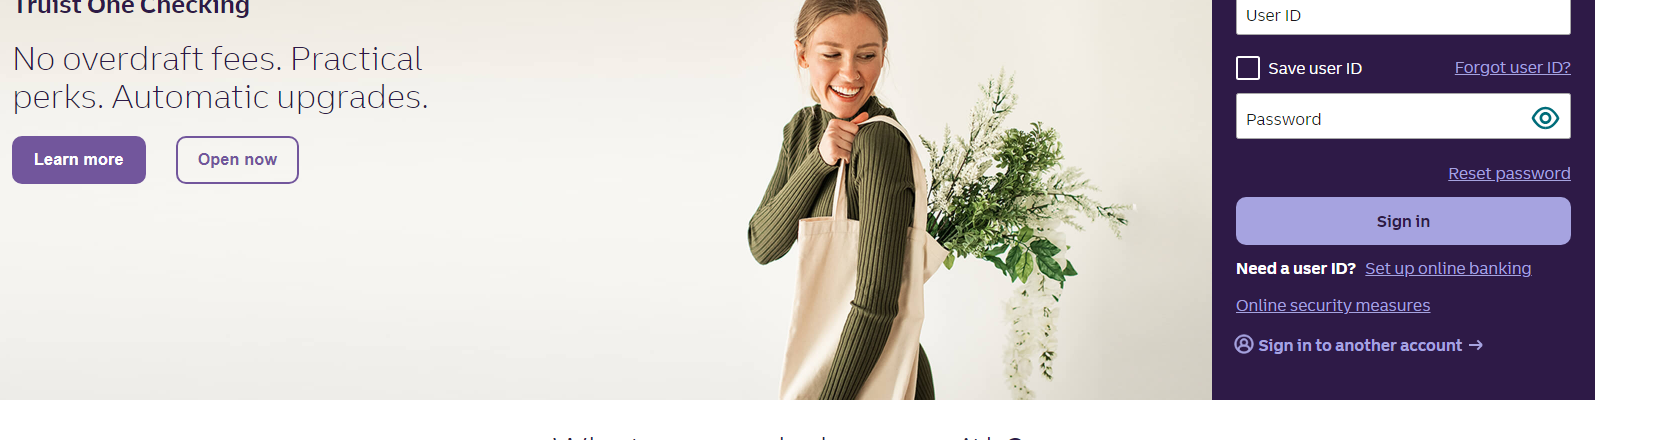 Truist One Checking
No overdraft fees. Practical
perks. Automatic upgrades.
Learn more
Open now
User ID
Save user ID
Forgot user ID?
Password
Reset password
Sign in
Need a user ID? Set up online banking
Online security measures
Sign in to another account →